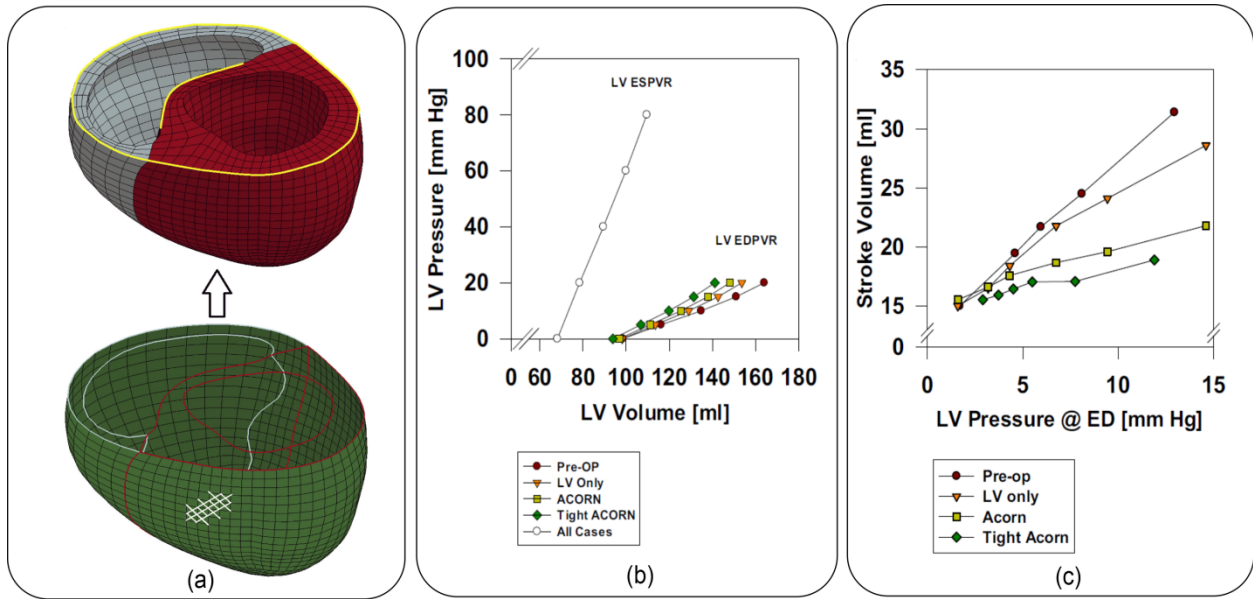 (a)
LV Pressure [mm Hg]
100
80
60
40
20
0
LV ESPVR
LV EDPVR
0 60 80 100 120 140 160 180
LV Volume [ml]
Pre-OP
LV Only
ACORN
Tight ACORN
All Cases
(b)
Stroke Volume [ml]
35
30
25
20
15
0
0 5 10 15
LV Pressure @ ED [mm Hg]
Pre-op
LV only
Acorn
Tight Acorn
(c)